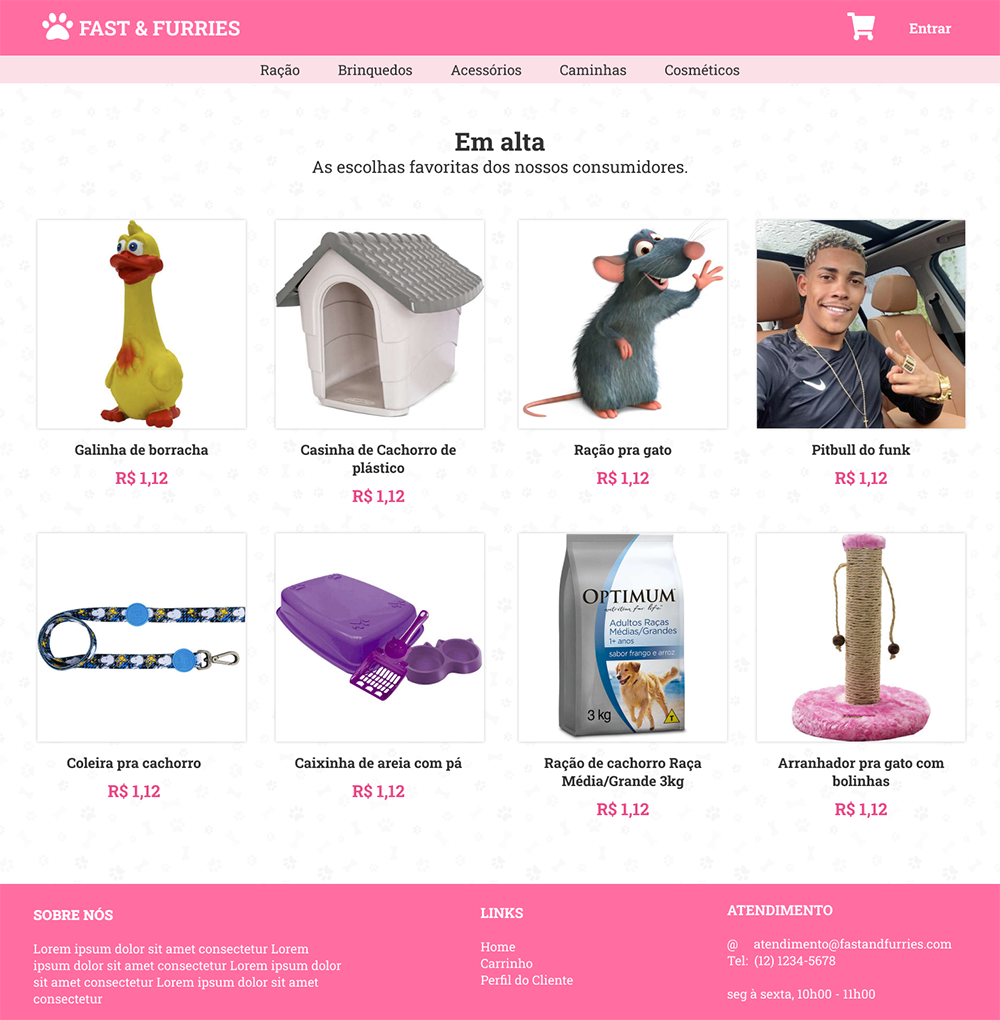 FAST & FURRIES
Entrar
Ração Brinquedos Acessórios Caminhas Cosméticos
Em alta
As escolhas favoritas dos nossos consumidores.
Galinha de borracha
R$ 1,12
Casinha de Cachorro de
plástico
R$ 1,12
Ração pra gato
R$ 1,12
Pitbull do funk
R$ 1,12
OPTIMUM
nutrition for life
Adultos Raças
Médias/Grandes
1+ anos
sabor frango e arroz
3 kg
T
Coleira pra cachorro
R$ 1,12
Caixinha de areia com pá
R$ 1,12
Ração de cachorro Raça
Média/Grande 3kg
R$ 1,12
Arranhador pra gato com
bolinhas
R$ 1,12
SOBRE NÓS
Lorem ipsum dolor sit amet consectetur Lorem
ipsum dolor sit amet consectetur Lorem ipsum dolor
sit amet consectetur Lorem ipsum dolor sit amet
consectetur
LINKS
Home
Carrinho
Perfil do Cliente
ATENDIMENTO
@ atendimento@fastandfurries.com
Tel: (12) 1234-5678
seg à sexta, 10h00 - 11h00